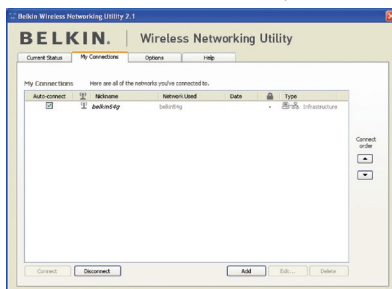 Belkin Wireless Networking Utility 2.1
BELKIN. | Wireless Networking Utility
Current Status My Connections Options Help
My Connections Here are all of the networks you've connected to.
Auto-connect Nickname Network Used Date Type
belkin54g belkin54g - Infrastructure
Connect order
Connect Disconnect Add Edit... Delete